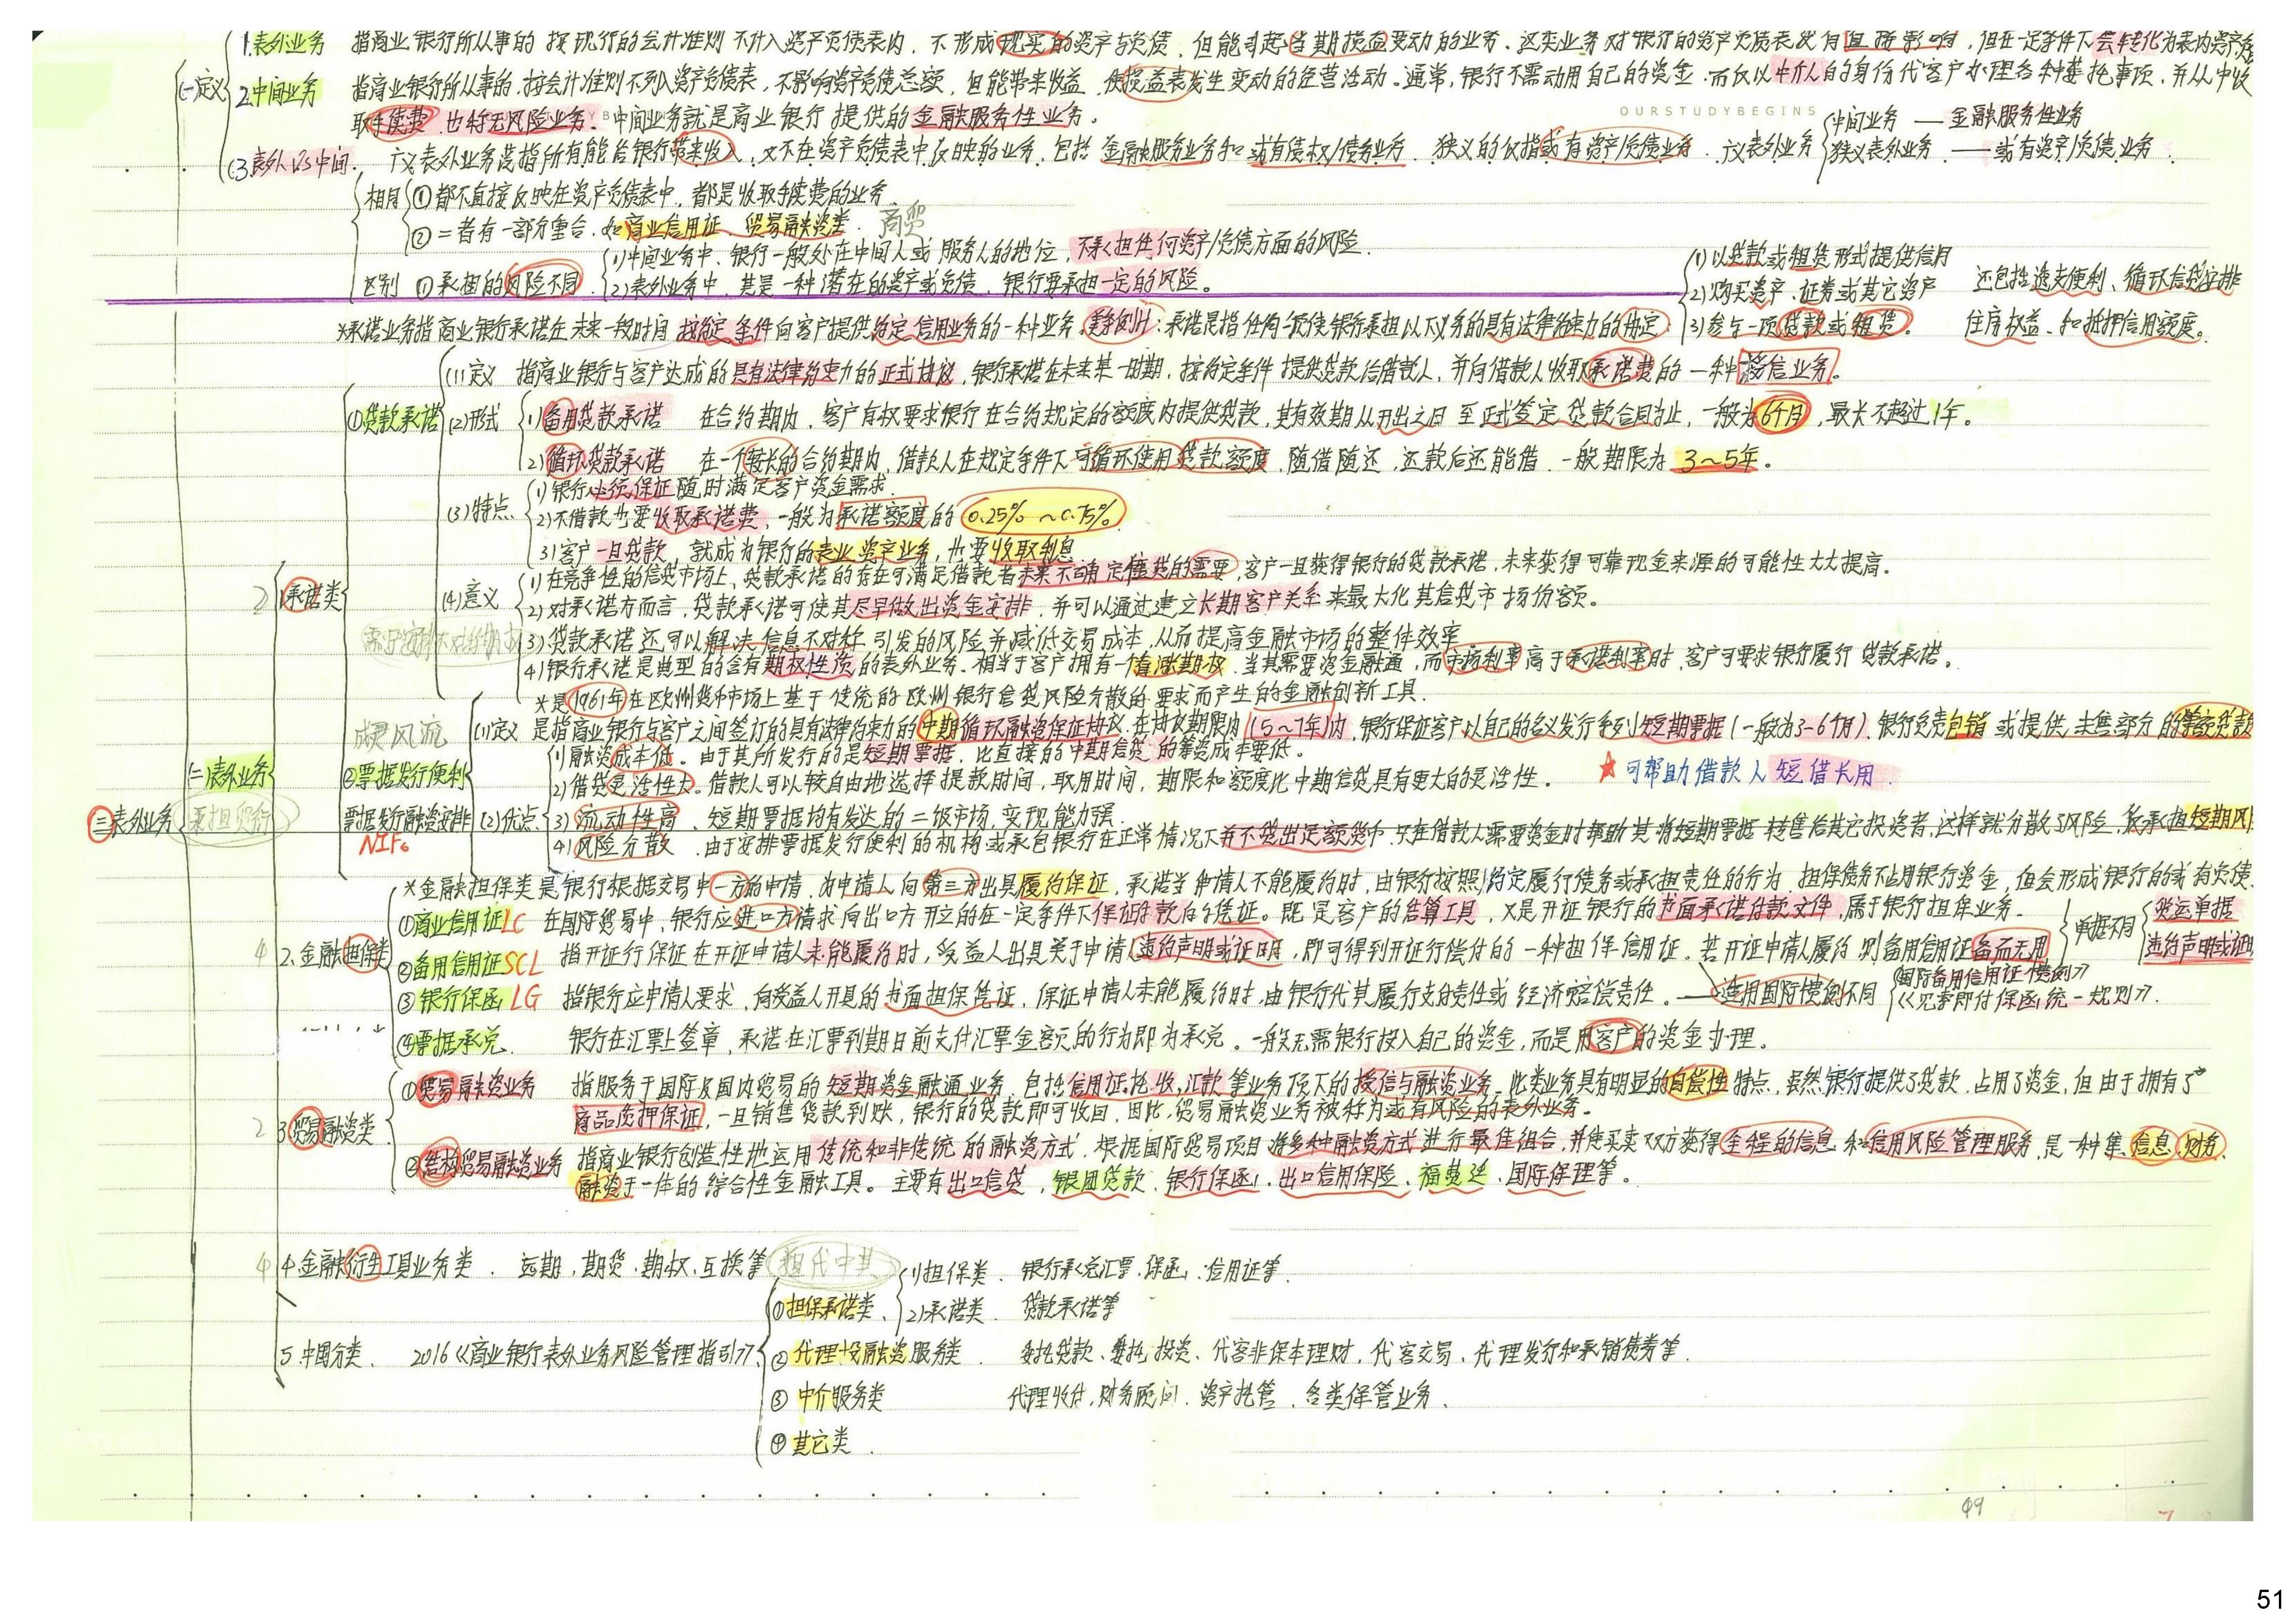 1.表外业务 指商业银行所从事的 按现行的会计准则不计入资产负债表内，不形成现实的资产与负债，但能引起当期损益变动的业务。这类业务对银行的资产负债表没有直接影响，但在一定条件下会转化为表内资产负
(一)定义 2.中间业务 指商业银行所从事的，按会计准则不列入资产负债表，不影响资产负债总额，但能带来收益，使损益表发生变动的经营活动。通常，银行不需动用自己的资金，而仅以中介人的身份代客户办理各种委托事项，并从中收
取手续费，也称无风险业务。中间业务就是商业银行提供的金融服务性业务。
OURSTUDYBEGINS
中间业务 — 金融服务性业务
(3表外VS中间. 广义表外业务范指所有能给银行带来收入，又不在资产负债表中反映的业务，包括金融服务业务和或有债权/债务业务. 狭义的仅指或有资产/负债业务. 广义表外业务 狭义表外业务 — 或有资产/负债业务.
相同 ①都不直接反映在资产负债表中，都是收取手续费的业务.
②二者有一部分重合，如商业信用证、贸易融资类. 商贸
区别 ①承担的风险不同. 1)中间业务中，银行一般处在中间人或服务人的地位，不承担任何资产/负债方面的风险.
2)表外业务中，其是一种潜在的资产或负债，银行要承担一定的风险。
*承诺业务指商业银行承诺在未来一段时间按约定条件向客户提供约定信用业务的一种业务. 承诺是指任何一项使银行承担以下义务的具有法律约束力的协定:
(1)以贷款或租赁形式提供信用
2)购买资产、证券或其它资产
3)参与一项贷款或租赁。
还包括透支便利、循环信贷安排
住房权益、和抵押信用额度。
①贷款承诺 (1)定义 指商业银行与客户达成的具有法律约束力的正式协议，银行承诺在未来某一时期，按约定条件提供贷款给借款人，并向借款人收取承诺费的一种授信业务。
(2)形式 1)备用贷款承诺 在合约期内，客户有权要求银行在合约规定的额度内提供贷款，其有效期从开出之日至正式签定贷款合同为止，一般为6个月，最长不超过1年。
2)循环贷款承诺 在一个较长的合约期内，借款人在规定条件下可循环使用贷款额度，随借随还，还款后还能借. 一般期限为3~5年。
(3)特点 1)银行必须保证随时满足客户资金需求.
2)不借款也要收取承诺费，一般为承诺额度的0.25%~0.75%
3)客户一旦贷款，就成为银行的表业资产业务，也要收取利息
(4)意义 1)在竞争性的信贷市场上，贷款承诺的存在可满足借款者未来不确定信贷的需要，客户一旦获得银行的贷款承诺，未来获得可靠现金来源的可能性大大提高.
2)对承诺方而言，贷款承诺可使其尽早做出资金安排，并可以通过建立长期客户关系来最大化其信贷市场份额。
3)贷款承诺还可以解决信息不对称引发的风险并减低交易成本，从而提高金融市场的整体效率
4)银行承诺是典型的含有期权性质的表外业务. 相当于客户拥有一个看涨期权，当其需要资金融通，而市场利率高于承诺利率时，客户可要求银行履行贷款承诺。
2 1.承诺类
*是1961年在欧州货币市场上基于传统的欧州银行信贷风险分散的要求而产生的金融创新工具.
成灵风流
②票据发行便利
票据发行融资安排
NIFs
(1)定义 是指商业银行与客户之间签订的具有法律约束力的中期循环融资保证协议. 在协议期限内(5~7年)内，银行保证客户以自己的名义发行系列短期票据(一般为3-6个月). 银行负责包销或提供未售部分的等额贷款
(2)优点 1)融资成本低。由于其所发行的是短期票据，比直接的中期信贷的筹资成本要低。
2)借贷灵活性大。借款人可以较自由地选择提款时间，取用时间，期限和额度比中期信贷具有更大的灵活性. ★可帮助借款人短借长用.
3)流动性高. 短期票据均有发达的二级市场，变现能力强.
4)风险分散. 由于安排票据发行便利的机构或承包银行在正常情况下并不贷出足额货币，只在借款人需要资金时帮助其将短期票据转售给其它投资者，这样就分散了风险，仅承担短期风
(二)表外业务
三表外业务
*金融担保类是银行根据交易中一方的申请，为申请人向第三方出具履约保证，承诺当申请人不能履约时，由银行按照约定履行债务或承担责任的行为. 担保债务不占用银行资金，但会形成银行的或有负债.
4 2.金融担保类
①商业信用证LC 在国际贸易中，银行应进口方请求向出口方开立的在一定条件下保证付款的凭证。既是客户的结算工具，又是开证银行的书面承诺付款文件，属于银行担保业务. 单据不同 货运单据
②备用信用证SCL 指开证行保证在开证申请人未能履约时，受益人出具关于申请人违约声明或证明，即可得到开证行偿付的一种担保信用证. 若开证申请人履约，则备用信用证备而无用 违约声明或证明
③银行保函LG 指银行应申请人要求，向受益人开具的书面担保凭证，保证申请人未能履约时，由银行代其履行支付责任或经济赔偿责任. — 适用国际惯例不同 《国际备用信用证惯例》
《见索即付保函统一规则》.
④票据承兑. 银行在汇票上签章，承诺在汇票到期日前支付汇票金额的行为即为承兑。一般无需银行投入自己的资金，而是用客户的资金办理。
2 3.贸易融资类
①贸易融资业务 指服务于国际及国内贸易的短期资金融通业务，包括信用证，托收，汇款等业务项下的授信与融资业务. 此类业务具有明显的自偿性特点，虽然银行提供了贷款，占用了资金，但由于拥有了
商品质押保证，一旦销售货款到账，银行的贷款即可收回，因此，贸易融资业务被称为或有风险的表外业务.
②结构贸易融资业务 指商业银行创造性地运用传统和非传统的融资方式，根据国际贸易项目将多种融资方式进行最佳组合，并使买卖双方获得全程的信息和信用风险管理服务，是一种集信息，财务，
融资于一体的综合性金融工具。主要有出口信贷，银团贷款、银行保函、出口信用保险、福费廷、国际保理等。
4 4.金融衍生工具业务类. 远期，期货，期权，互换等
担代中其
5.中国分类. 2016《商业银行表外业务风险管理指引》
①担保承诺类. 1)担保类. 银行承兑汇票、保函、信用证等.
2)承诺类. 贷款承诺等
②代理投融资服务类. 委托贷款、委托投资、代客非保本理财，代客交易、代理发行和承销债券等.
③中介服务类 代理收付，财务顾问，资产托管，各类保管业务.
④其它类.
49
51